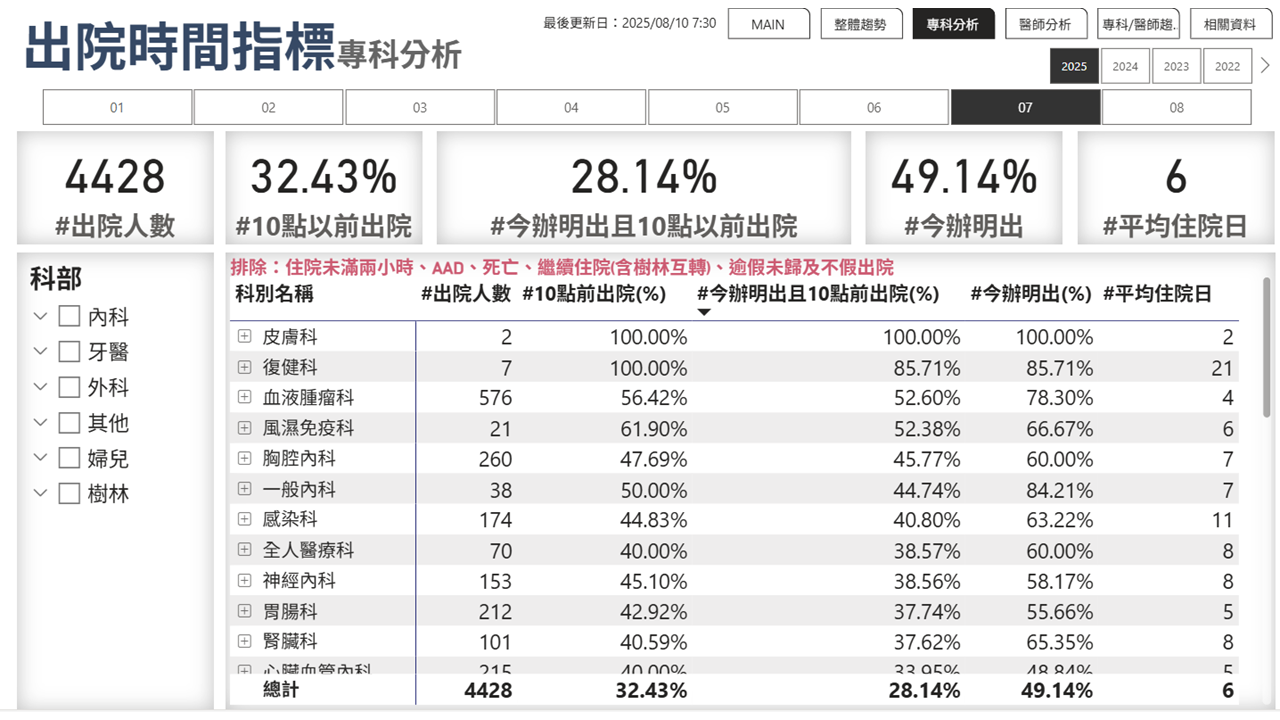 出院時間指標專科分析
最後更新日：2025/08/10 7:30
MAIN 整體趨勢 專科分析 醫師分析 專科/醫師趨.. 相關資料
2025 2024 2023 2022
01 02 03 04 05 06 07 08
4428 32.43% 28.14% 49.14% 6
#出院人數 #10點以前出院 #今辦明出且10點以前出院 #今辦明出 #平均住院日
科部
內科
牙醫
外科
其他
婦兒
樹林
排除：住院未滿兩小時、AAD、死亡、繼續住院(含樹林互轉)、逾假未歸及不假出院
科別名稱 #出院人數 #10點前出院(%) #今辦明出且10點前出院(%) #今辦明出(%) #平均住院日
皮膚科 2 100.00% 100.00% 100.00% 2
復健科 7 100.00% 85.71% 85.71% 21
血液腫瘤科 576 56.42% 52.60% 78.30% 4
風濕免疫科 21 61.90% 52.38% 66.67% 6
胸腔內科 260 47.69% 45.77% 60.00% 7
一般內科 38 50.00% 44.74% 84.21% 7
感染科 174 44.83% 40.80% 63.22% 11
全人醫療科 70 40.00% 38.57% 60.00% 8
神經內科 153 45.10% 38.56% 58.17% 8
胃腸科 212 42.92% 37.74% 55.66% 5
腎臟科 101 40.59% 37.62% 65.35% 8
心臟血管內科 215 40.00% 33.95% 48.84% 5
總計 4428 32.43% 28.14% 49.14% 6